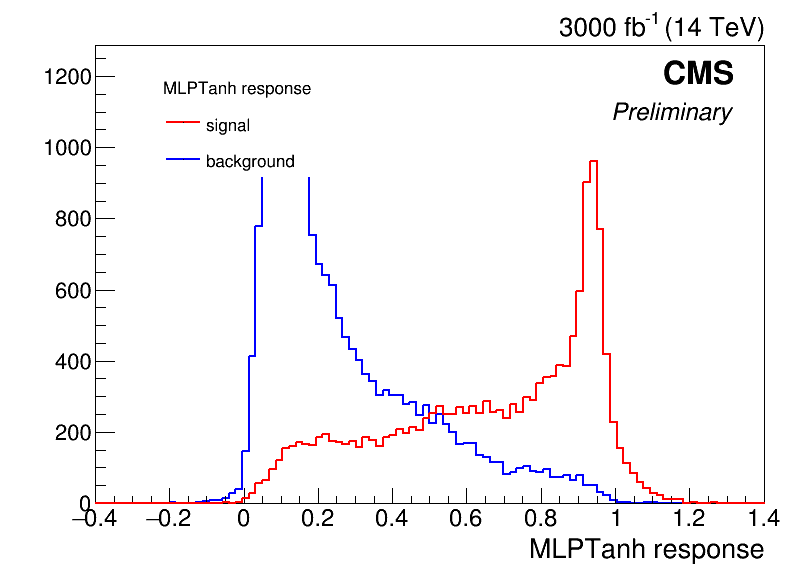 3000 fb⁻¹ (14 TeV)
CMS
Preliminary
MLPTanh response
signal
background
1200
1000
800
600
400
200
0
−0.4 −0.2 0 0.2 0.4 0.6 0.8 1 1.2 1.4
MLPTanh response